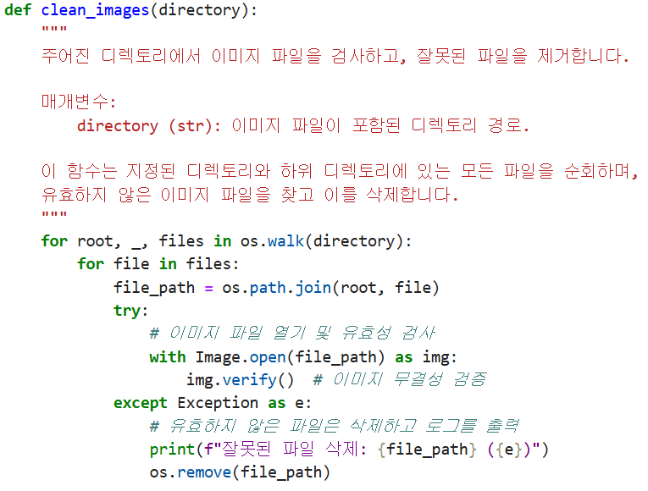 def clean_images(directory):
    """
    주어진 디렉토리에서 이미지 파일을 검사하고, 잘못된 파일을 제거합니다.

    매개변수:
        directory (str): 이미지 파일이 포함된 디렉토리 경로.

    이 함수는 지정된 디렉토리와 하위 디렉토리에 있는 모든 파일을 순회하며,
    유효하지 않은 이미지 파일을 찾고 이를 삭제합니다.
    """
    for root, _, files in os.walk(directory):
        for file in files:
            file_path = os.path.join(root, file)
            try:
                # 이미지 파일 열기 및 유효성 검사
                with Image.open(file_path) as img:
                    img.verify()  # 이미지 무결성 검증
            except Exception as e:
                # 유효하지 않은 파일은 삭제하고 로그를 출력
                print(f"잘못된 파일 삭제: {file_path} ({e})")
                os.remove(file_path)